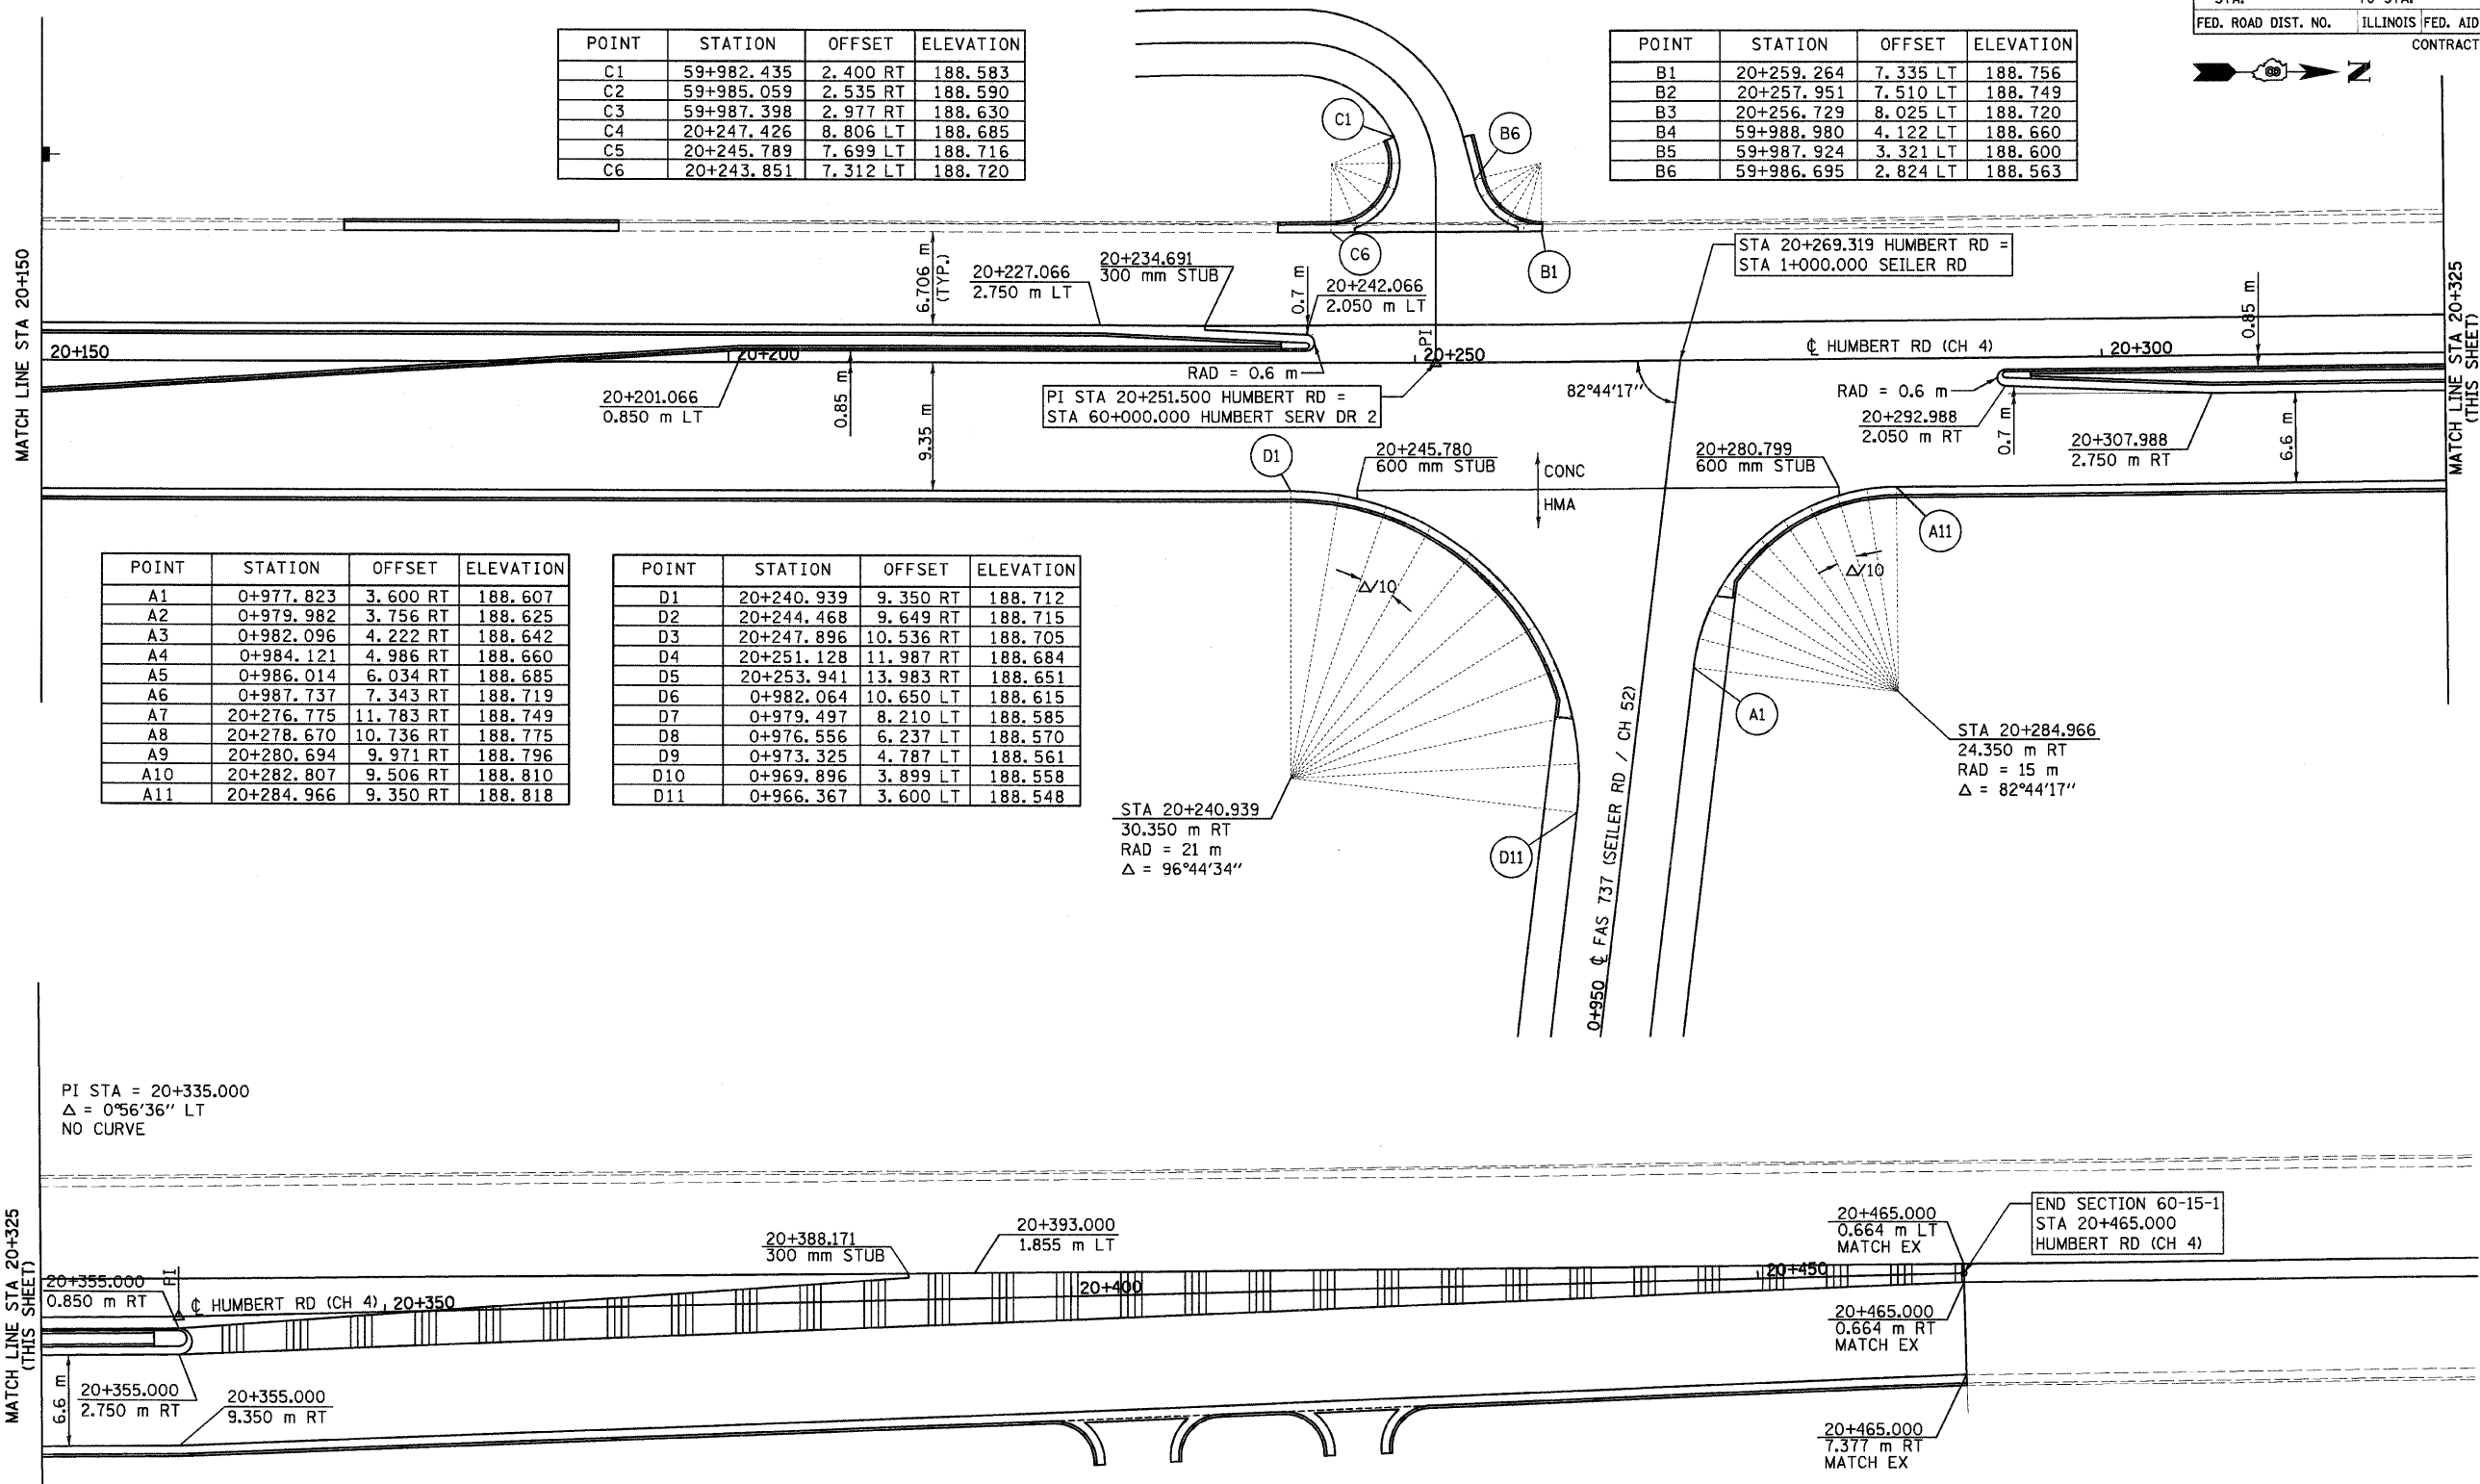 STA. TO STA.
FED. ROAD DIST. NO. ILLINOIS FED. AID
CONTRACT
N
POINT STATION OFFSET ELEVATION
C1 59+982.435 2.400 RT 188.583
C2 59+985.059 2.535 RT 188.590
C3 59+987.398 2.977 RT 188.630
C4 20+247.426 8.806 LT 188.685
C5 20+245.789 7.699 LT 188.716
C6 20+243.851 7.312 LT 188.720
POINT STATION OFFSET ELEVATION
B1 20+259.264 7.335 LT 188.756
B2 20+257.951 7.510 LT 188.749
B3 20+256.729 8.025 LT 188.720
B4 59+988.980 4.122 LT 188.660
B5 59+987.924 3.321 LT 188.600
B6 59+986.695 2.824 LT 188.563
C1
B6
C6
B1
MATCH LINE STA 20+150
20+150
6.706 m
(TYP.)
20+227.066
2.750 m LT
20+234.691
300 mm STUB
0.7 m
20+242.066
2.050 m LT
PI
STA 20+269.319 HUMBERT RD =
STA 1+000.000 SEILER RD
0.85 m
MATCH LINE STA 20+325
(THIS SHEET)
20+200
20+250
℄ HUMBERT RD (CH 4)
20+300
20+201.066
0.850 m LT
0.85 m
9.35 m
RAD = 0.6 m
PI STA 20+251.500 HUMBERT RD =
STA 60+000.000 HUMBERT SERV DR 2
82°44'17"
RAD = 0.6 m
20+292.988
2.050 m RT
0.7 m
20+307.988
2.750 m RT
6.6 m
D1
20+245.780
600 mm STUB
CONC
HMA
20+280.799
600 mm STUB
A11
Δ/10
Δ/10
POINT STATION OFFSET ELEVATION
A1 0+977.823 3.600 RT 188.607
A2 0+979.982 3.756 RT 188.625
A3 0+982.096 4.222 RT 188.642
A4 0+984.121 4.986 RT 188.660
A5 0+986.014 6.034 RT 188.685
A6 0+987.737 7.343 RT 188.719
A7 20+276.775 11.783 RT 188.749
A8 20+278.670 10.736 RT 188.775
A9 20+280.694 9.971 RT 188.796
A10 20+282.807 9.506 RT 188.810
A11 20+284.966 9.350 RT 188.818
POINT STATION OFFSET ELEVATION
D1 20+240.939 9.350 RT 188.712
D2 20+244.468 9.649 RT 188.715
D3 20+247.896 10.536 RT 188.705
D4 20+251.128 11.987 RT 188.684
D5 20+253.941 13.983 RT 188.651
D6 0+982.064 10.650 LT 188.615
D7 0+979.497 8.210 LT 188.585
D8 0+976.556 6.237 LT 188.570
D9 0+973.325 4.787 LT 188.561
D10 0+969.896 3.899 LT 188.558
D11 0+966.367 3.600 LT 188.548
A1
STA 20+284.966
24.350 m RT
RAD = 15 m
Δ = 82°44'17"
STA 20+240.939
30.350 m RT
RAD = 21 m
Δ = 96°44'34"
D11
0+950 ℄ FAS 737 (SEILER RD / CH 52)
PI STA = 20+335.000
Δ = 0°56'36" LT
NO CURVE
MATCH LINE STA 20+325
(THIS SHEET)
20+355.000
0.850 m RT
PI
℄ HUMBERT RD (CH 4)
20+350
20+388.171
300 mm STUB
20+393.000
1.855 m LT
20+400
20+450
20+465.000
0.664 m LT
MATCH EX
END SECTION 60-15-1
STA 20+465.000
HUMBERT RD (CH 4)
20+465.000
0.664 m RT
MATCH EX
6.6 m
20+355.000
2.750 m RT
20+355.000
9.350 m RT
20+465.000
7.377 m RT
MATCH EX